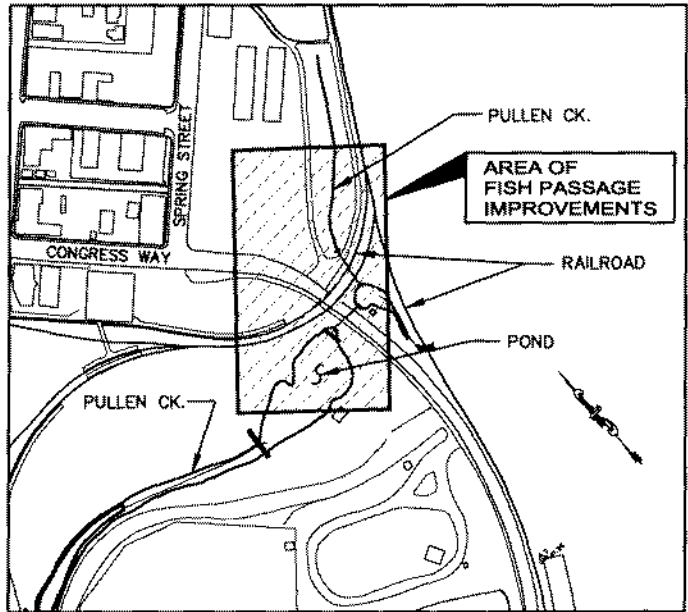 PULLEN CK.
AREA OF
FISH PASSAGE
IMPROVEMENTS
SPRING STREET
CONGRESS WAY
RAILROAD
POND
PULLEN CK.